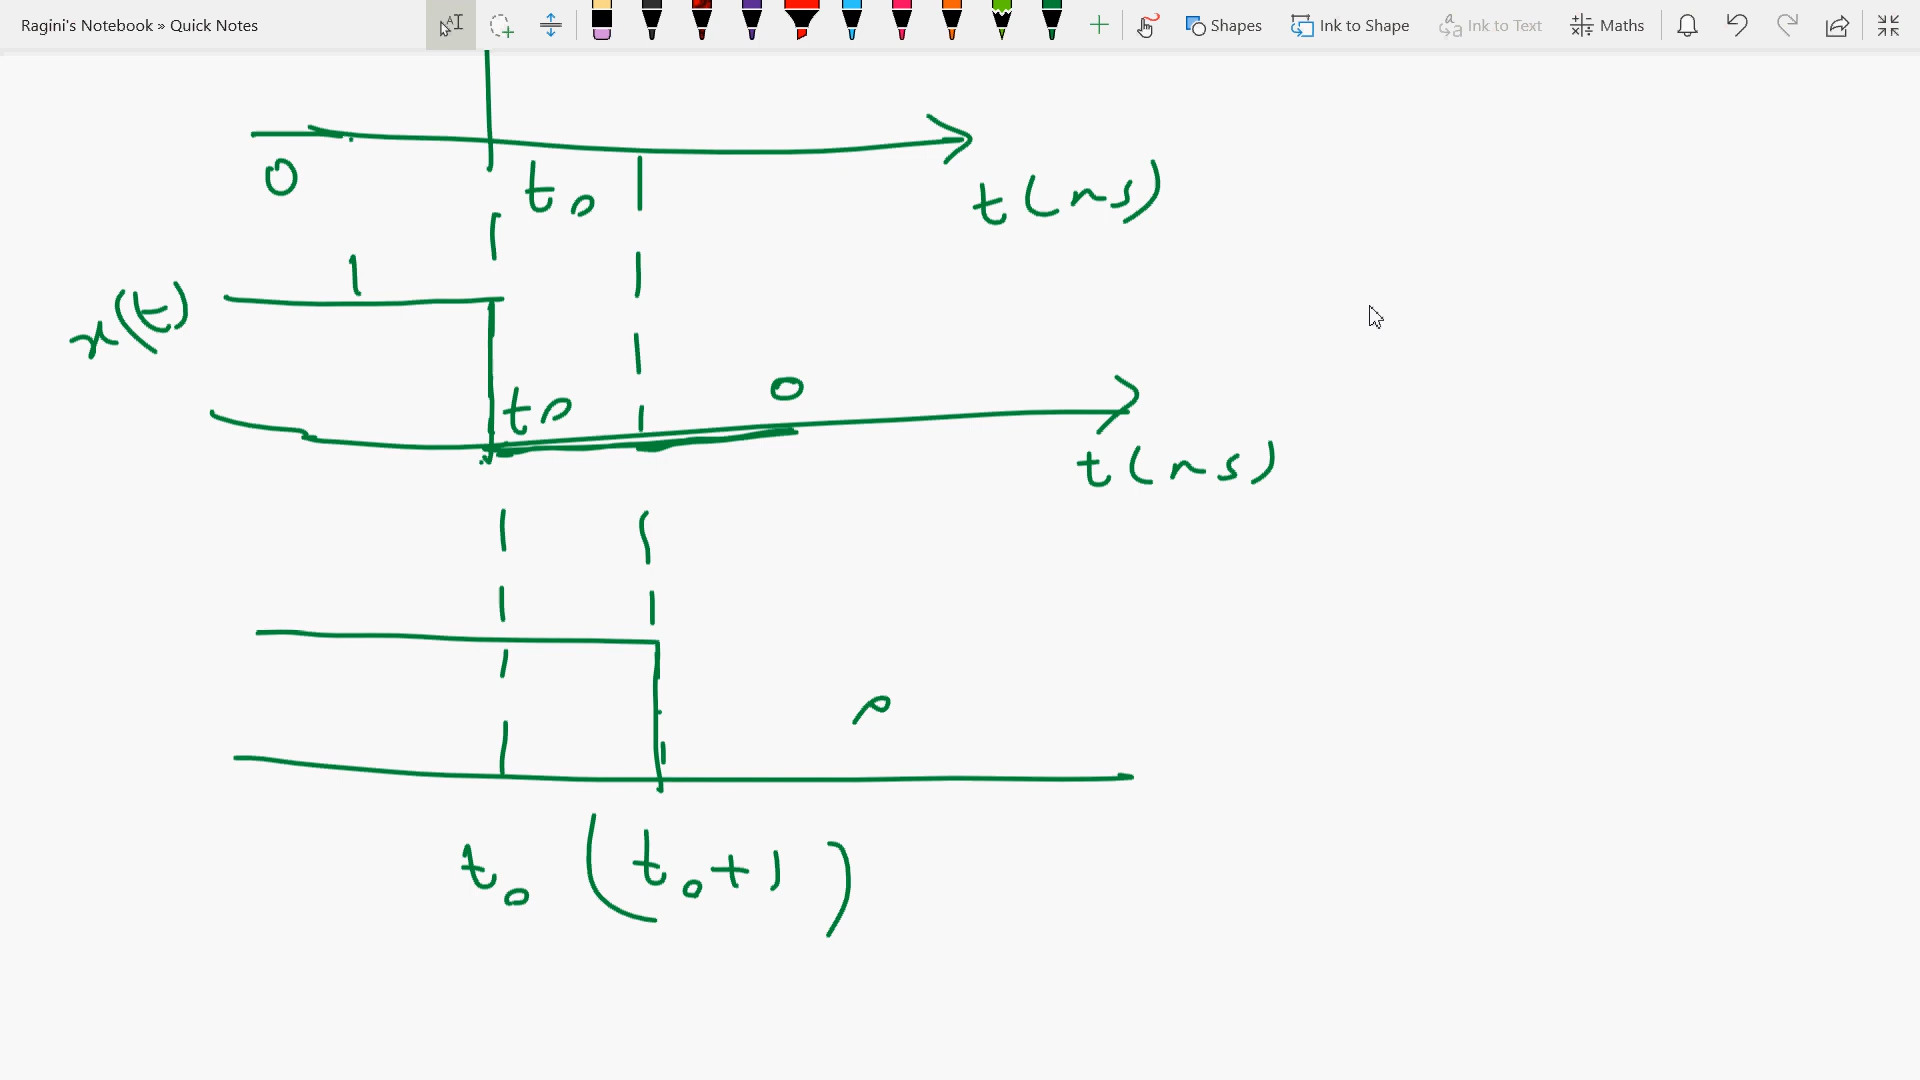 Ragini's Notebook » Quick Notes
Shapes
Ink to Shape
Ink to Text
Maths
0
t₀
t(ns)
1
x(t)
t₀
0
t(ns)
0
t₀ (t₀+1)